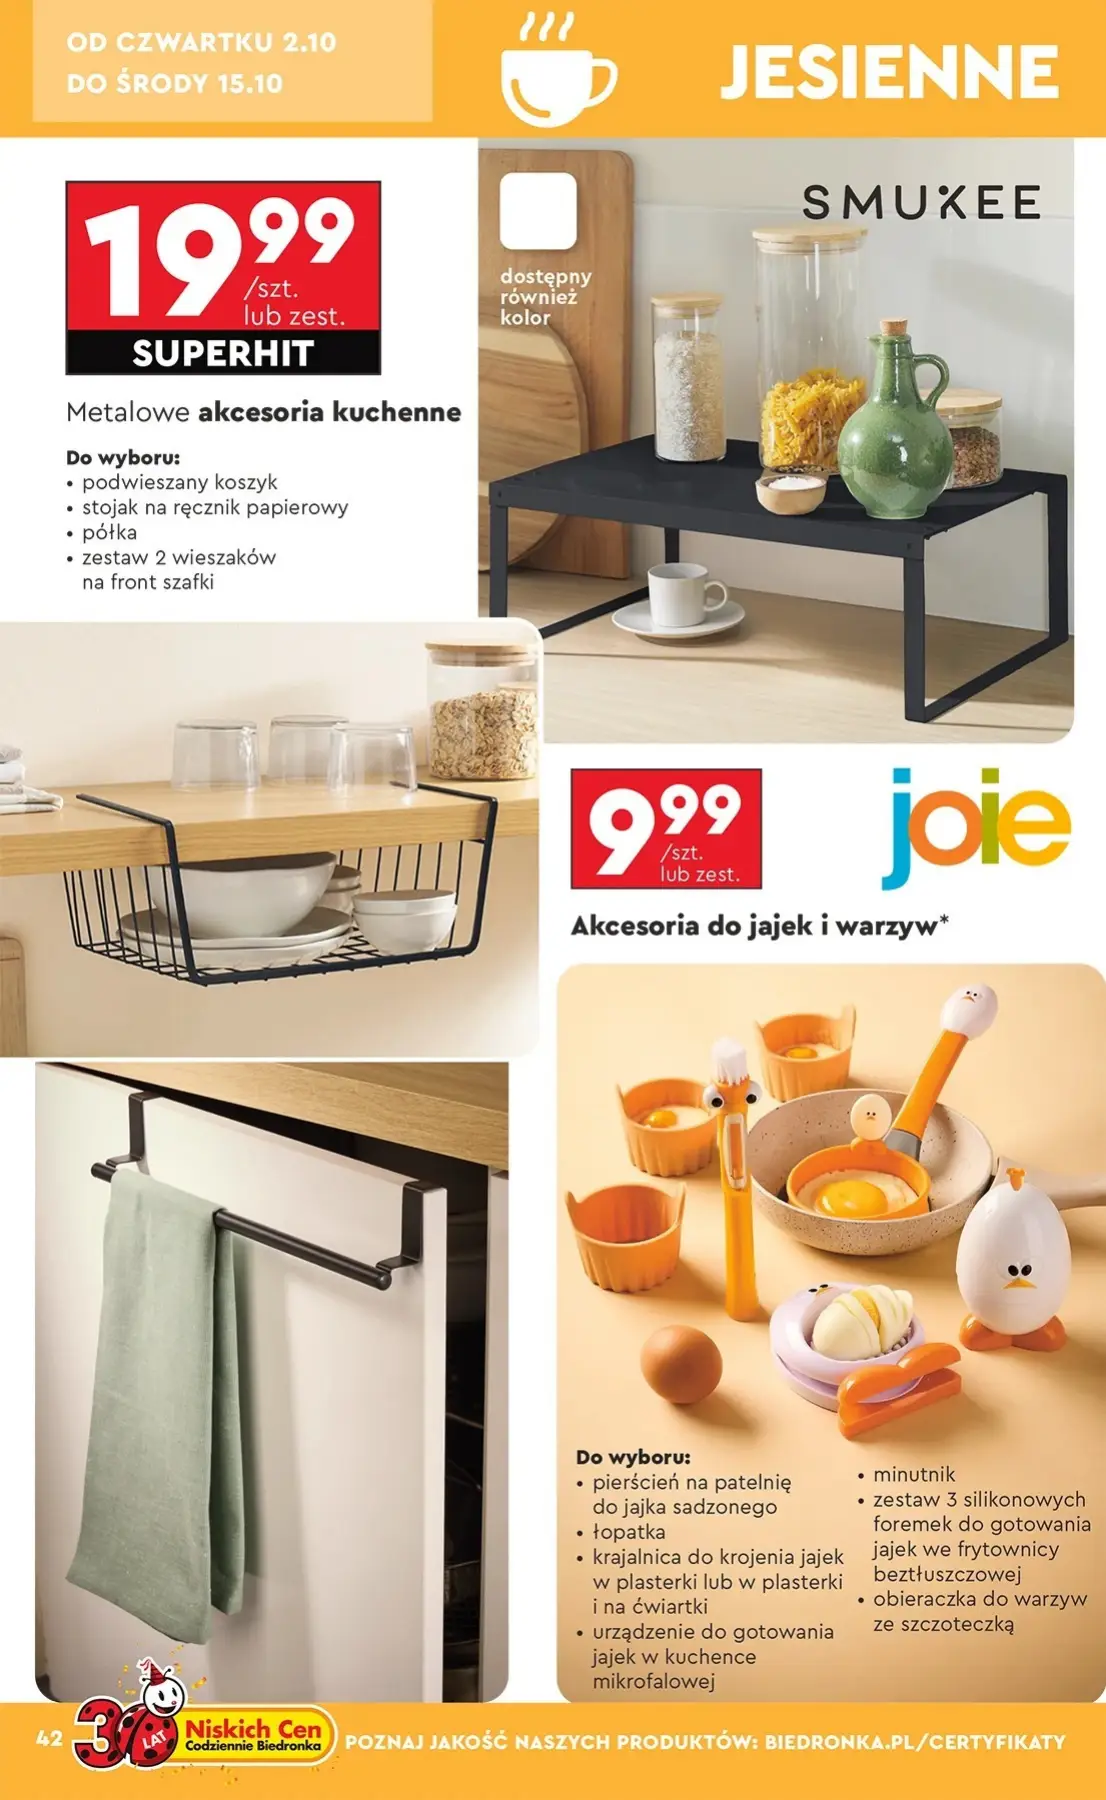 OD CZWARTKU 2.10
DO ŚRODY 15.10
JESIENNE
19 99
/szt.
lub zest.
SUPERHIT
Metalowe akcesoria kuchenne
Do wyboru:
• podwieszany koszyk
• stojak na ręcznik papierowy
• półka
• zestaw 2 wieszaków
na front szafki
dostępny
również
kolor
SMUKEE
9 99
/szt.
lub zest.
joie
Akcesoria do jajek i warzyw*
Do wyboru:
• pierścień na patelnię
do jajka sadzonego
• łopatka
• krajalnica do krojenia jajek
w plasterki lub w plasterki
i na ćwiartki
• urządzenie do gotowania
jajek w kuchence
mikrofalowej
• minutnik
• zestaw 3 silikonowych
foremek do gotowania
jajek we frytownicy
beztłuszczowej
• obieraczka do warzyw
ze szczoteczką
42
30 LAT
Niskich Cen
Codziennie Biedronka
POZNAJ JAKOŚĆ NASZYCH PRODUKTÓW: BIEDRONKA.PL/CERTYFIKATY